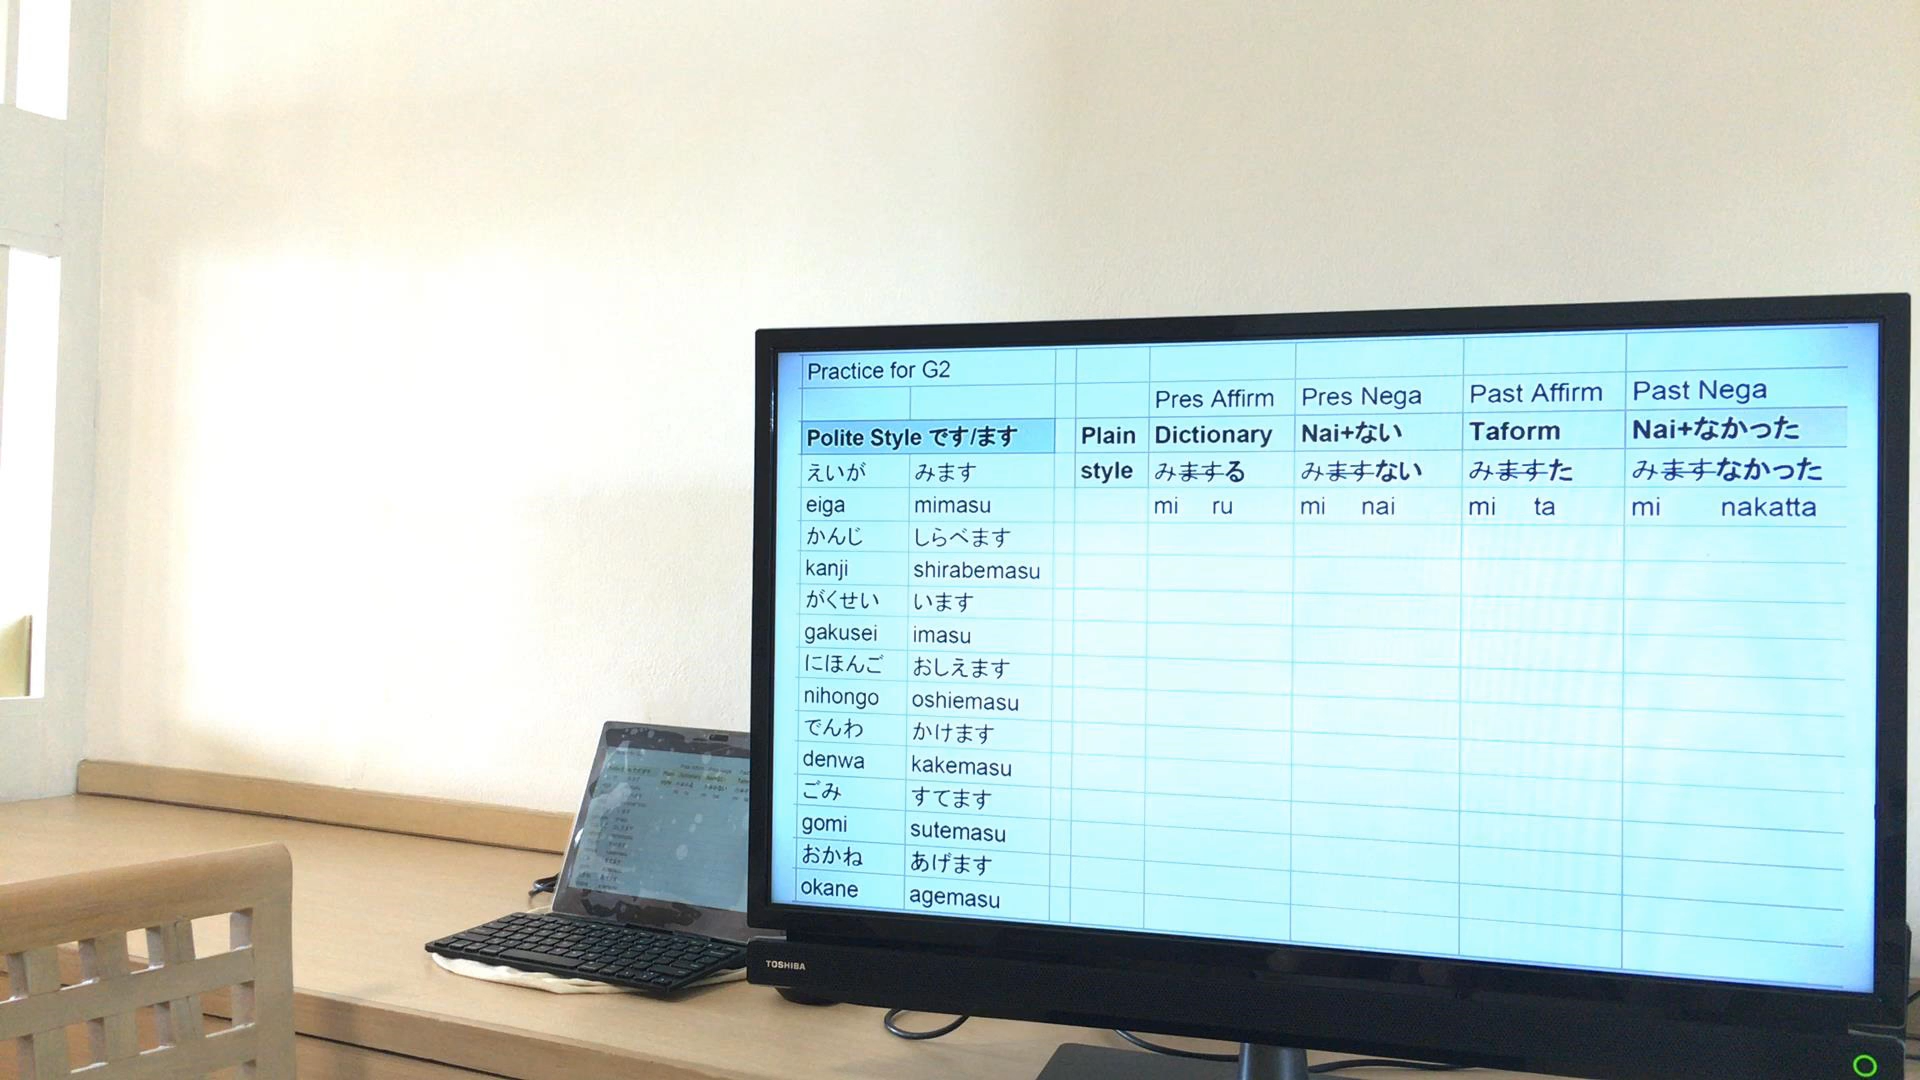 Practice for G2
Pres Affirm Pres Nega Past Affirm Past Nega
Polite Style です/ます Plain Dictionary Nai+ない Taform Nai+なかった
えいが みます style みまする みますない みますた みますなかった
eiga mimasu mi ru mi nai mi ta mi nakatta
かんじ しらべます
kanji shirabemasu
がくせい います
gakusei imasu
にほんご おしえます
nihongo oshiemasu
でんわ かけます
denwa kakemasu
ごみ すてます
gomi sutemasu
おかね あげます
okane agemasu
TOSHIBA